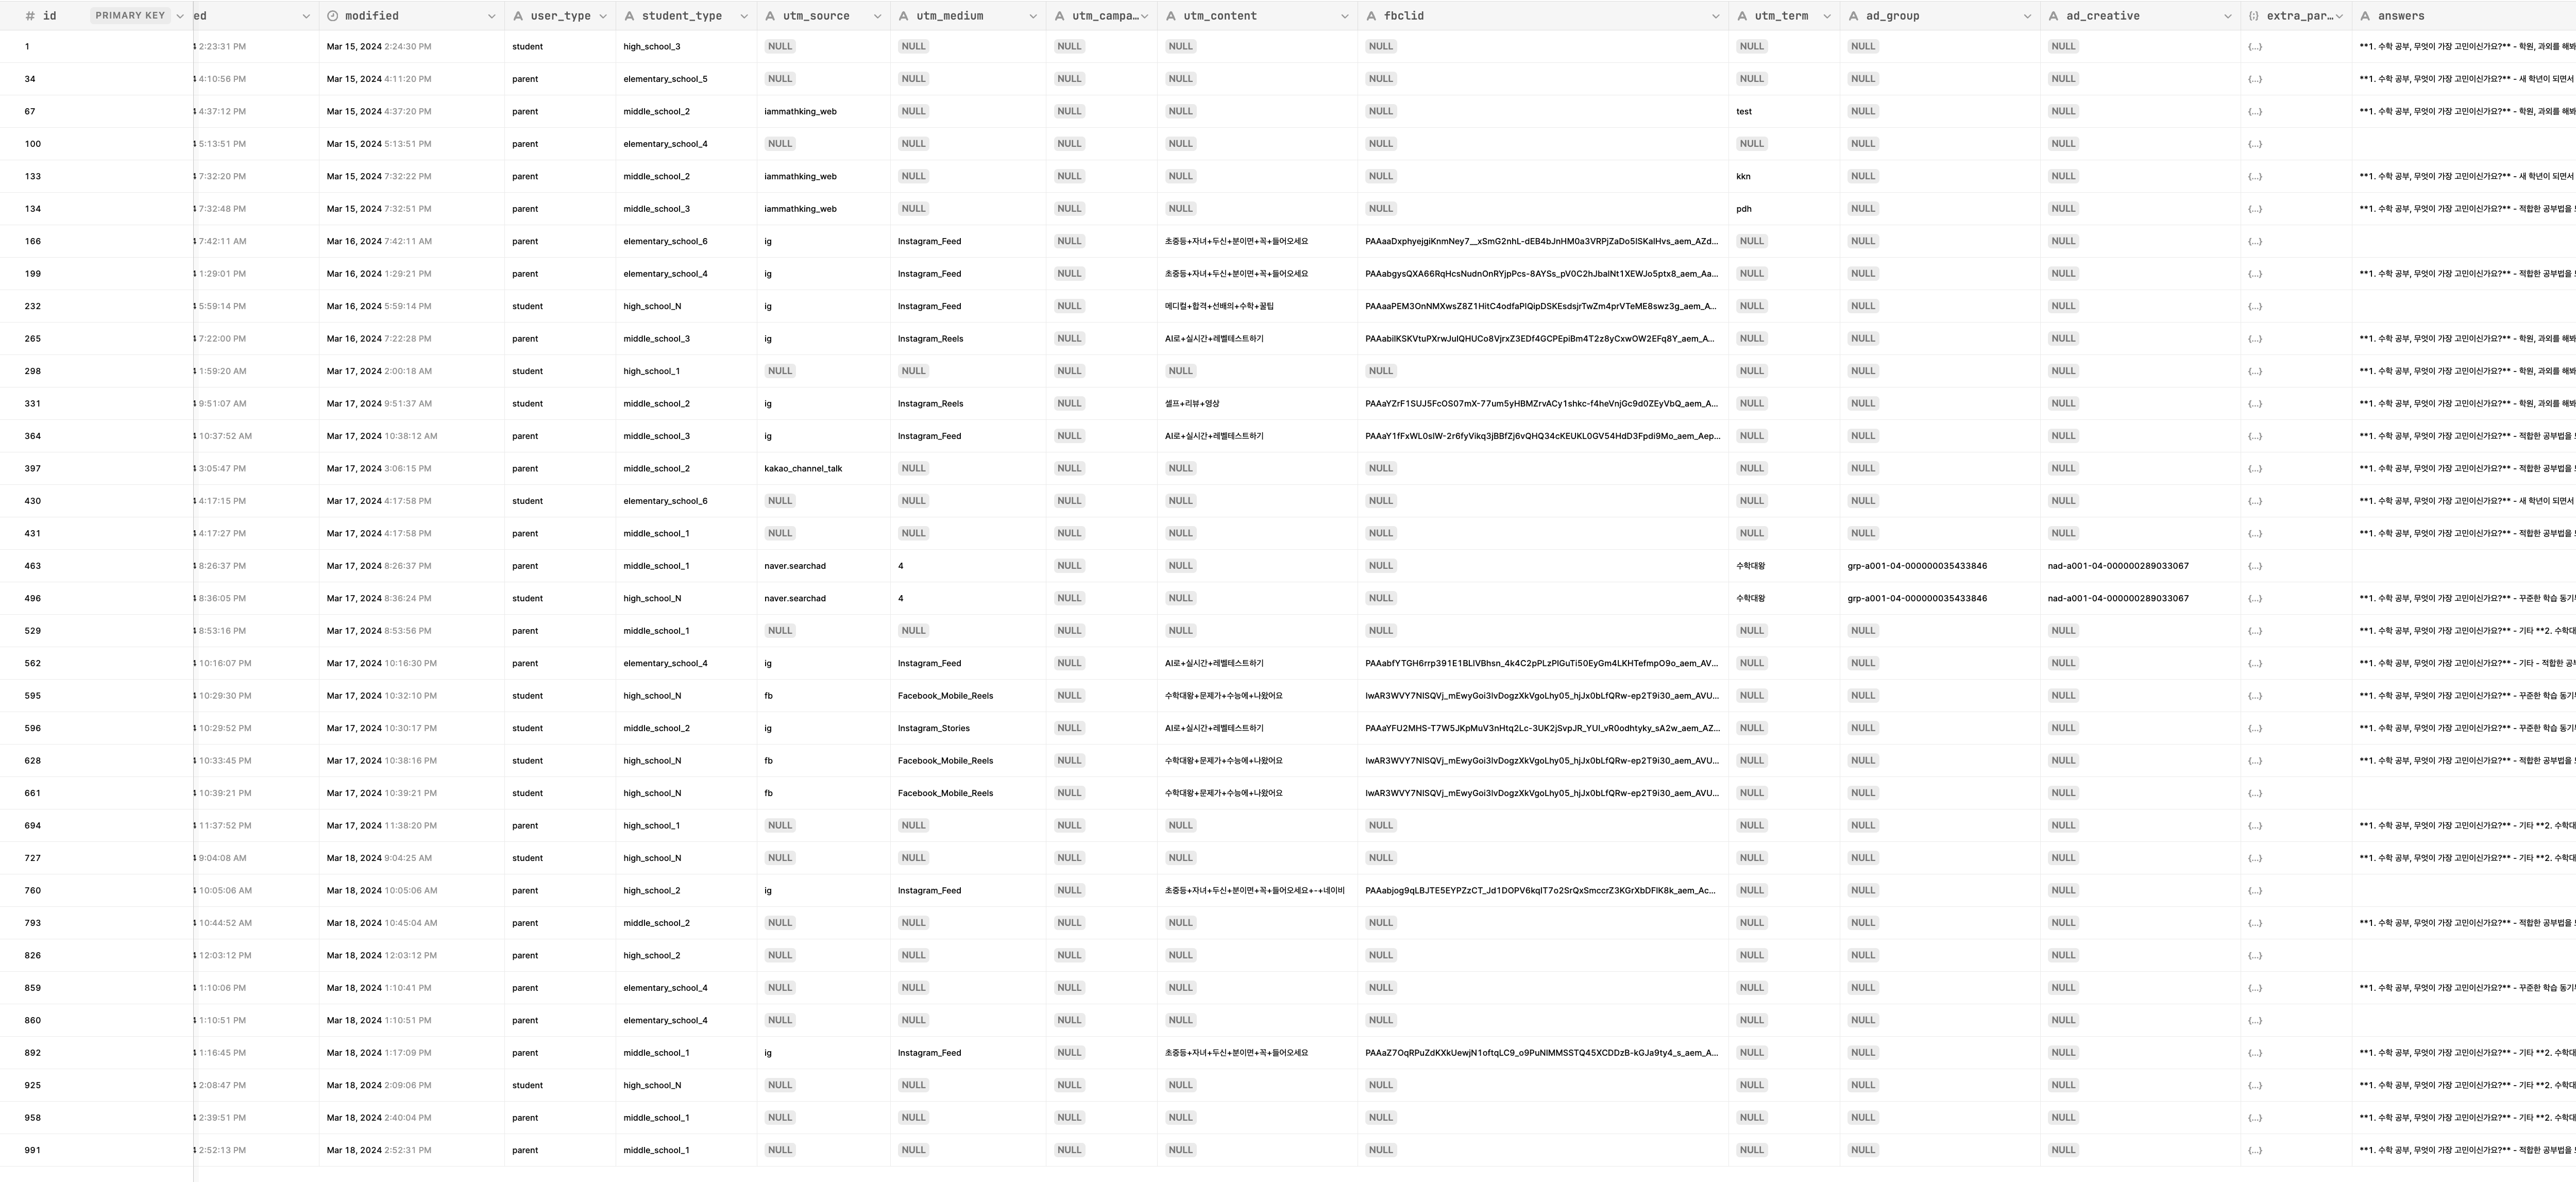 id PRIMARY KEY ed modified user_type student_type utm_source utm_medium utm_campa… utm_content fbclid utm_term ad_group ad_creative extra_par… answers
1 2:23:31 PM Mar 15, 2024 2:24:30 PM student high_school_3 NULL NULL NULL NULL NULL NULL NULL NULL {...} **1. 수학 공부, 무엇이 가장 고민이신가요?** - 학원, 과외를 해봐
34 4:10:56 PM Mar 15, 2024 4:11:20 PM parent elementary_school_5 NULL NULL NULL NULL NULL NULL NULL NULL {...} **1. 수학 공부, 무엇이 가장 고민이신가요?** - 새 학년이 되면서
67 4:37:12 PM Mar 15, 2024 4:37:20 PM parent middle_school_2 iammathking_web NULL NULL NULL NULL test NULL NULL {...} **1. 수학 공부, 무엇이 가장 고민이신가요?** - 학원, 과외를 해봐
100 5:13:51 PM Mar 15, 2024 5:13:51 PM parent elementary_school_4 NULL NULL NULL NULL NULL NULL NULL NULL {...}
133 7:32:20 PM Mar 15, 2024 7:32:22 PM parent middle_school_2 iammathking_web NULL NULL NULL NULL kkn NULL NULL {...} **1. 수학 공부, 무엇이 가장 고민이신가요?** - 새 학년이 되면서
134 7:32:48 PM Mar 15, 2024 7:32:51 PM parent middle_school_3 iammathking_web NULL NULL NULL NULL pdh NULL NULL {...} **1. 수학 공부, 무엇이 가장 고민이신가요?** - 적합한 공부법을
166 7:42:11 AM Mar 16, 2024 7:42:11 AM parent elementary_school_6 ig Instagram_Feed NULL 초중등+자녀+두신+분이면+꼭+들어오세요 NULL NULL NULL {...}
199 1:29:01 PM Mar 16, 2024 1:29:21 PM parent elementary_school_4 ig Instagram_Feed NULL 초중등+자녀+두신+분이면+꼭+들어오세요 NULL NULL NULL {...} **1. 수학 공부, 무엇이 가장 고민이신가요?** - 적합한 공부법을
232 5:59:14 PM Mar 16, 2024 5:59:14 PM student high_school_N ig Instagram_Feed NULL 메디컬+합격+선배의+수학+꿀팁 NULL NULL NULL {...}
265 7:22:00 PM Mar 16, 2024 7:22:28 PM parent middle_school_3 ig Instagram_Reels NULL AI로+실시간+레벨테스트하기 NULL NULL NULL {...} **1. 수학 공부, 무엇이 가장 고민이신가요?** - 학원, 과외를 해봐
298 1:59:20 AM Mar 17, 2024 2:00:18 AM student high_school_1 NULL NULL NULL NULL NULL NULL NULL NULL {...} **1. 수학 공부, 무엇이 가장 고민이신가요?** - 학원, 과외를 해봐
331 9:51:07 AM Mar 17, 2024 9:51:37 AM student middle_school_2 ig Instagram_Reels NULL 셀프+리뷰+영상 NULL NULL NULL {...} **1. 수학 공부, 무엇이 가장 고민이신가요?** - 학원, 과외를 해봐
364 10:37:52 AM Mar 17, 2024 10:38:12 AM parent middle_school_3 ig Instagram_Feed NULL AI로+실시간+레벨테스트하기 NULL NULL NULL {...} **1. 수학 공부, 무엇이 가장 고민이신가요?** - 적합한 공부법을
397 3:05:47 PM Mar 17, 2024 3:06:15 PM parent middle_school_2 kakao_channel_talk NULL NULL NULL NULL NULL NULL NULL {...} **1. 수학 공부, 무엇이 가장 고민이신가요?** - 적합한 공부법을
430 4:17:15 PM Mar 17, 2024 4:17:58 PM student elementary_school_6 NULL NULL NULL NULL NULL NULL NULL NULL {...} **1. 수학 공부, 무엇이 가장 고민이신가요?** - 새 학년이 되면서
431 4:17:27 PM Mar 17, 2024 4:17:58 PM parent middle_school_1 NULL NULL NULL NULL NULL NULL NULL NULL {...} **1. 수학 공부, 무엇이 가장 고민이신가요?** - 적합한 공부법을
463 8:26:37 PM Mar 17, 2024 8:26:37 PM parent middle_school_1 naver.searchad 4 NULL NULL NULL 수학대왕 grp-a001-04-000000035433846 nad-a001-04-000000289033067 {...}
496 8:36:05 PM Mar 17, 2024 8:36:24 PM student high_school_N naver.searchad 4 NULL NULL NULL 수학대왕 grp-a001-04-000000035433846 nad-a001-04-000000289033067 {...} **1. 수학 공부, 무엇이 가장 고민이신가요?** - 꾸준한 학습 동기
529 8:53:16 PM Mar 17, 2024 8:53:56 PM parent middle_school_1 NULL NULL NULL NULL NULL NULL NULL NULL {...} **1. 수학 공부, 무엇이 가장 고민이신가요?** - 기타 **2. 수학대
562 10:16:07 PM Mar 17, 2024 10:16:30 PM parent elementary_school_4 ig Instagram_Feed NULL AI로+실시간+레벨테스트하기 NULL NULL NULL {...} **1. 수학 공부, 무엇이 가장 고민이신가요?** - 기타 - 적합한 공부
595 10:29:30 PM Mar 17, 2024 10:32:10 PM student high_school_N fb Facebook_Mobile_Reels NULL 수학대왕+문제가+수능에+나왔어요 NULL NULL NULL {...} **1. 수학 공부, 무엇이 가장 고민이신가요?** - 꾸준한 학습 동기
596 10:29:52 PM Mar 17, 2024 10:30:17 PM student middle_school_2 ig Instagram_Stories NULL AI로+실시간+레벨테스트하기 NULL NULL NULL {...} **1. 수학 공부, 무엇이 가장 고민이신가요?** - 꾸준한 학습 동기
628 10:33:45 PM Mar 17, 2024 10:38:16 PM student high_school_N fb Facebook_Mobile_Reels NULL 수학대왕+문제가+수능에+나왔어요 NULL NULL NULL {...} **1. 수학 공부, 무엇이 가장 고민이신가요?** - 적합한 공부법을
661 10:39:21 PM Mar 17, 2024 10:39:21 PM student high_school_N fb Facebook_Mobile_Reels NULL 수학대왕+문제가+수능에+나왔어요 NULL NULL NULL {...}
694 11:37:52 PM Mar 17, 2024 11:38:20 PM parent high_school_1 NULL NULL NULL NULL NULL NULL NULL NULL {...} **1. 수학 공부, 무엇이 가장 고민이신가요?** - 기타 **2. 수학대
727 9:04:08 AM Mar 18, 2024 9:04:25 AM student high_school_N NULL NULL NULL NULL NULL NULL NULL NULL {...} **1. 수학 공부, 무엇이 가장 고민이신가요?** - 기타 **2. 수학대
760 10:05:06 AM Mar 18, 2024 10:05:06 AM parent high_school_2 ig Instagram_Feed NULL 초중등+자녀+두신+분이면+꼭+들어오세요+-+네이비 NULL NULL NULL {...}
793 10:44:52 AM Mar 18, 2024 10:45:04 AM parent middle_school_2 NULL NULL NULL NULL NULL NULL NULL NULL {...} **1. 수학 공부, 무엇이 가장 고민이신가요?** - 적합한 공부법을
826 12:03:12 PM Mar 18, 2024 12:03:12 PM parent high_school_2 NULL NULL NULL NULL NULL NULL NULL NULL {...}
859 1:10:06 PM Mar 18, 2024 1:10:41 PM parent elementary_school_4 NULL NULL NULL NULL NULL NULL NULL NULL {...} **1. 수학 공부, 무엇이 가장 고민이신가요?** - 꾸준한 학습 동기
860 1:10:51 PM Mar 18, 2024 1:10:51 PM parent elementary_school_4 NULL NULL NULL NULL NULL NULL NULL NULL {...}
892 1:16:45 PM Mar 18, 2024 1:17:09 PM parent middle_school_1 ig Instagram_Feed NULL 초중등+자녀+두신+분이면+꼭+들어오세요 NULL NULL NULL {...} **1. 수학 공부, 무엇이 가장 고민이신가요?** - 기타 **2. 수학대
925 2:08:47 PM Mar 18, 2024 2:09:06 PM student high_school_N NULL NULL NULL NULL NULL NULL NULL NULL {...} **1. 수학 공부, 무엇이 가장 고민이신가요?** - 기타 **2. 수학대
958 2:39:51 PM Mar 18, 2024 2:40:04 PM parent middle_school_1 NULL NULL NULL NULL NULL NULL NULL NULL {...} **1. 수학 공부, 무엇이 가장 고민이신가요?** - 기타 **2. 수학대
991 2:52:13 PM Mar 18, 2024 2:52:31 PM parent middle_school_1 NULL NULL NULL NULL NULL NULL NULL NULL {...} **1. 수학 공부, 무엇이 가장 고민이신가요?** - 적합한 공부법을